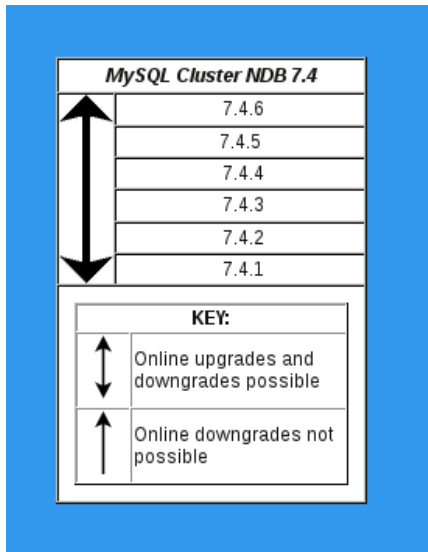 MySQL Cluster NDB 7.4
7.4.6
7.4.5
7.4.4
7.4.3
7.4.2
7.4.1
KEY:
Online upgrades and
downgrades possible
Online downgrades not
possible